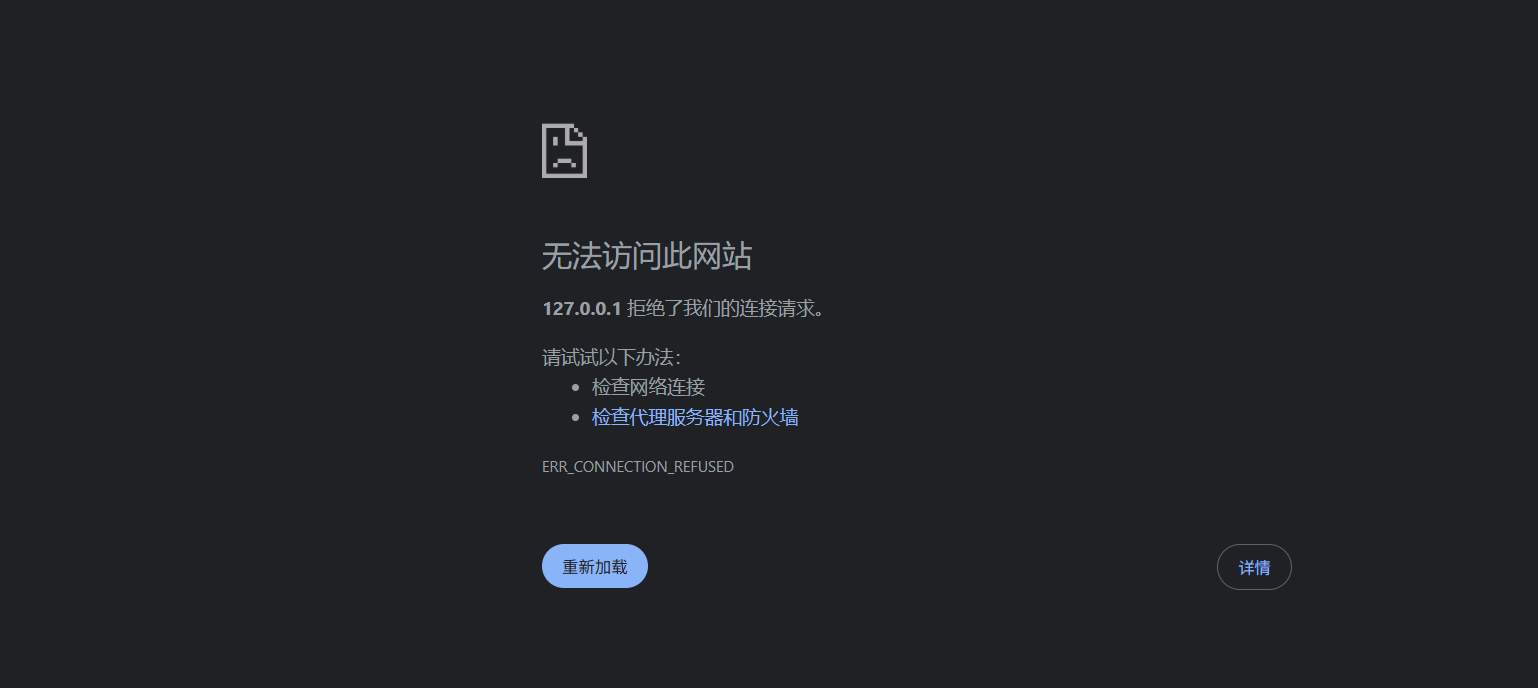 无法访问此网站
127.0.0.1 拒绝了我们的连接请求。
请试试以下办法：
检查网络连接
检查代理服务器和防火墙
ERR_CONNECTION_REFUSED
重新加载
详情